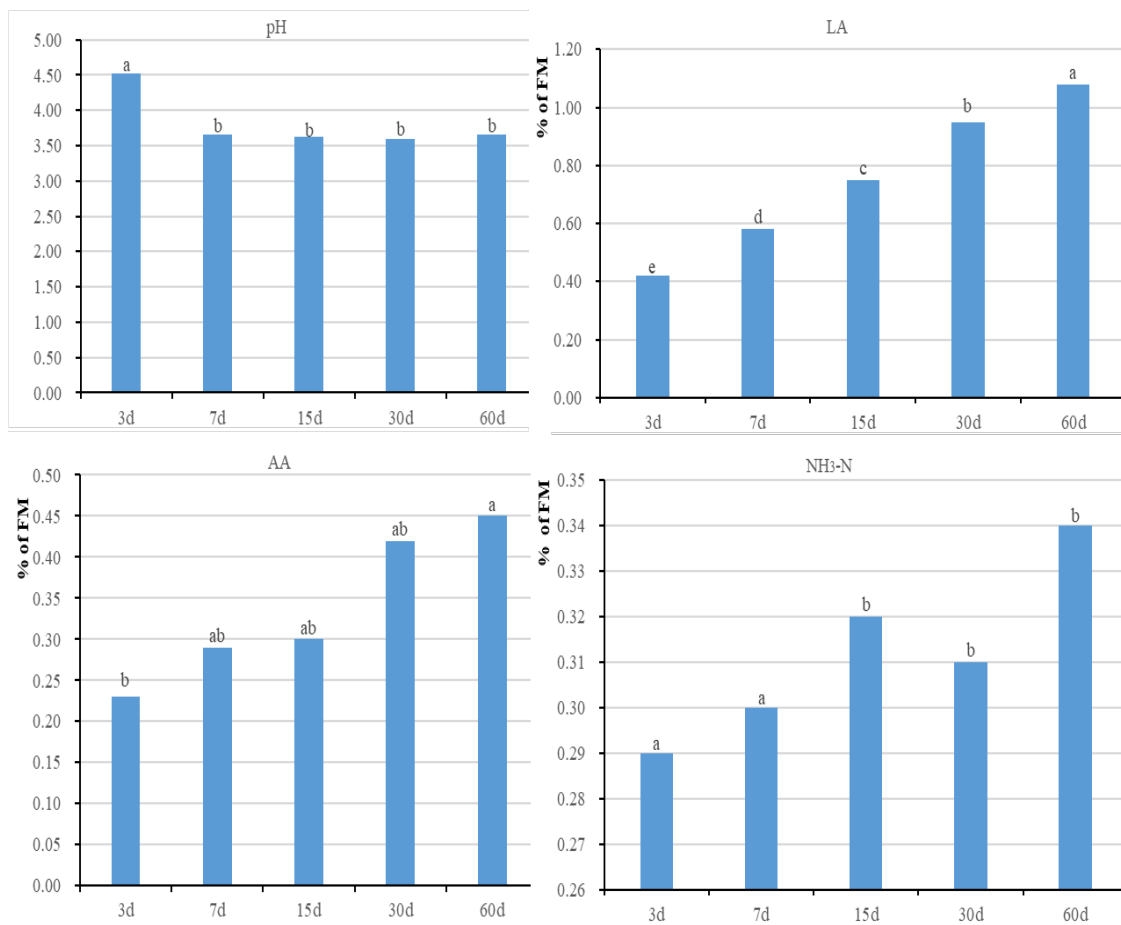 pH
5.00
4.50
4.00
3.50
3.00
2.50
2.00
1.50
1.00
0.50
0.00
a
b
b
b
b
3d 7d 15d 30d 60d
LA
% of FM
1.20
1.00
0.80
0.60
0.40
0.20
0.00
e
d
c
b
a
3d 7d 15d 30d 60d
AA
% of FM
0.50
0.45
0.40
0.35
0.30
0.25
0.20
0.15
0.10
0.05
0.00
b
ab
ab
ab
a
3d 7d 15d 30d 60d
NH3-N
% of FM
0.35
0.34
0.33
0.32
0.31
0.30
0.29
0.28
0.27
0.26
a
a
b
b
b
3d 7d 15d 30d 60d